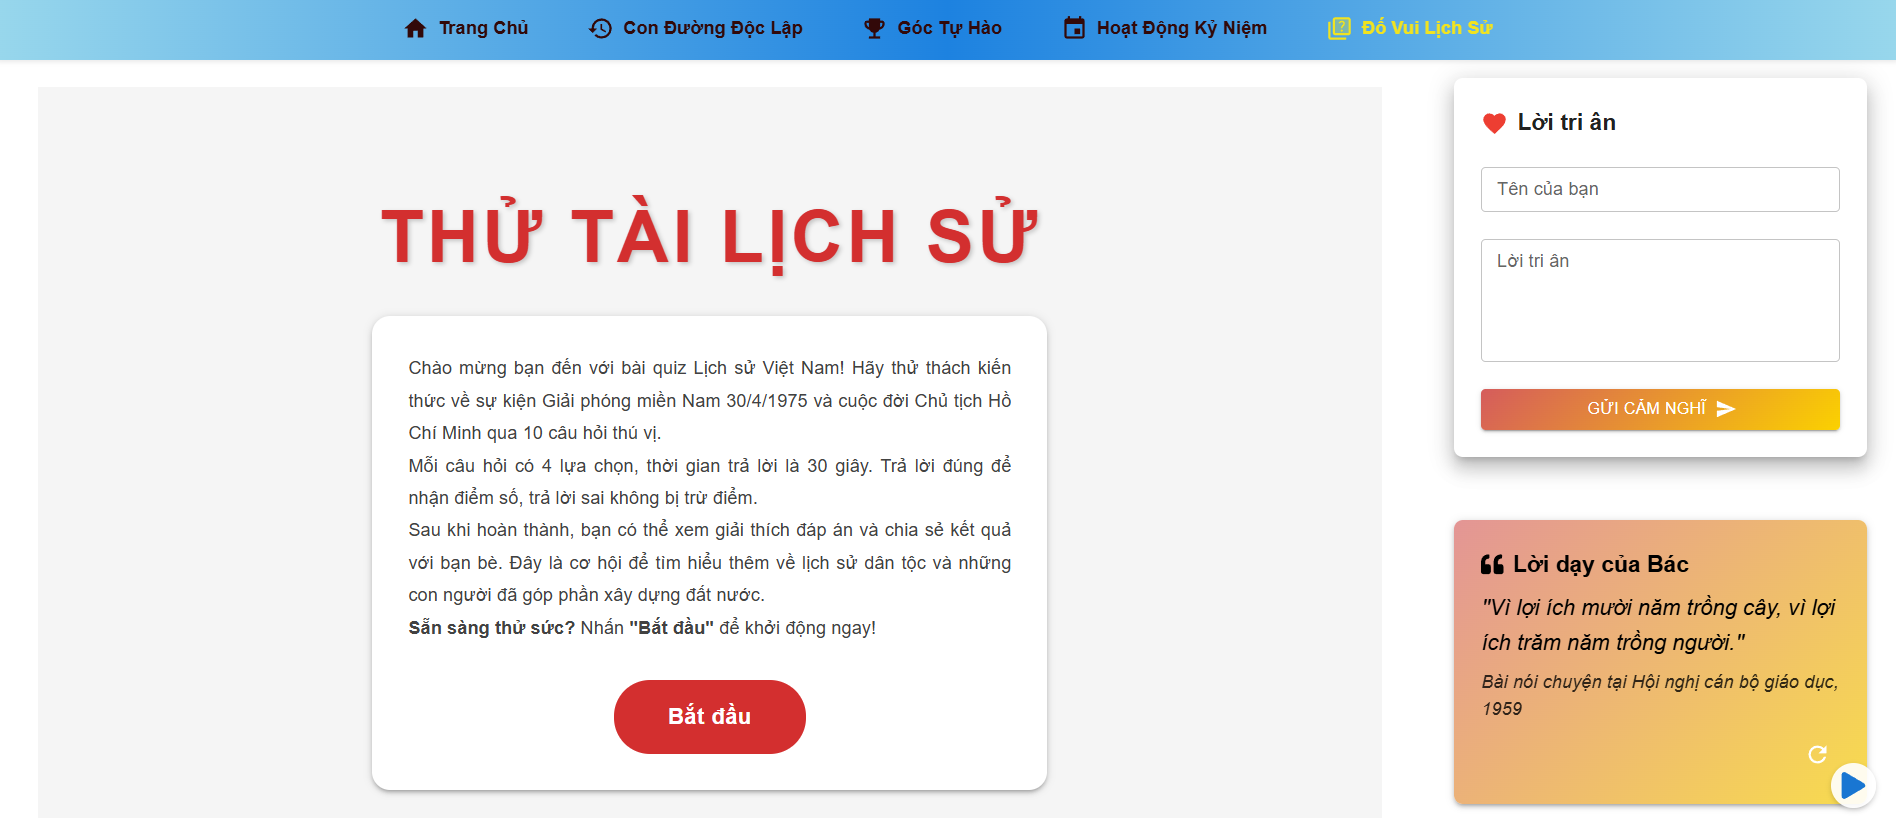 Trang Chủ
Con Đường Độc Lập
Góc Tự Hào
Hoạt Động Kỷ Niệm
Đố Vui Lịch Sử
THỬ TÀI LỊCH SỬ
Chào mừng bạn đến với bài quiz Lịch sử Việt Nam! Hãy thử thách kiến
thức về sự kiện Giải phóng miền Nam 30/4/1975 và cuộc đời Chủ tịch Hồ
Chí Minh qua 10 câu hỏi thú vị.
Mỗi câu hỏi có 4 lựa chọn, thời gian trả lời là 30 giây. Trả lời đúng để
nhận điểm số, trả lời sai không bị trừ điểm.
Sau khi hoàn thành, bạn có thể xem giải thích đáp án và chia sẻ kết quả
với bạn bè. Đây là cơ hội để tìm hiểu thêm về lịch sử dân tộc và những
con người đã góp phần xây dựng đất nước.
Sẵn sàng thử sức? Nhấn "Bắt đầu" để khởi động ngay!
Bắt đầu
Lời tri ân
Tên của bạn
Lời tri ân
GỬI CẢM NGHĨ
Lời dạy của Bác
"Vì lợi ích mười năm trồng cây, vì lợi
ích trăm năm trồng người."
Bài nói chuyện tại Hội nghị cán bộ giáo dục,
1959